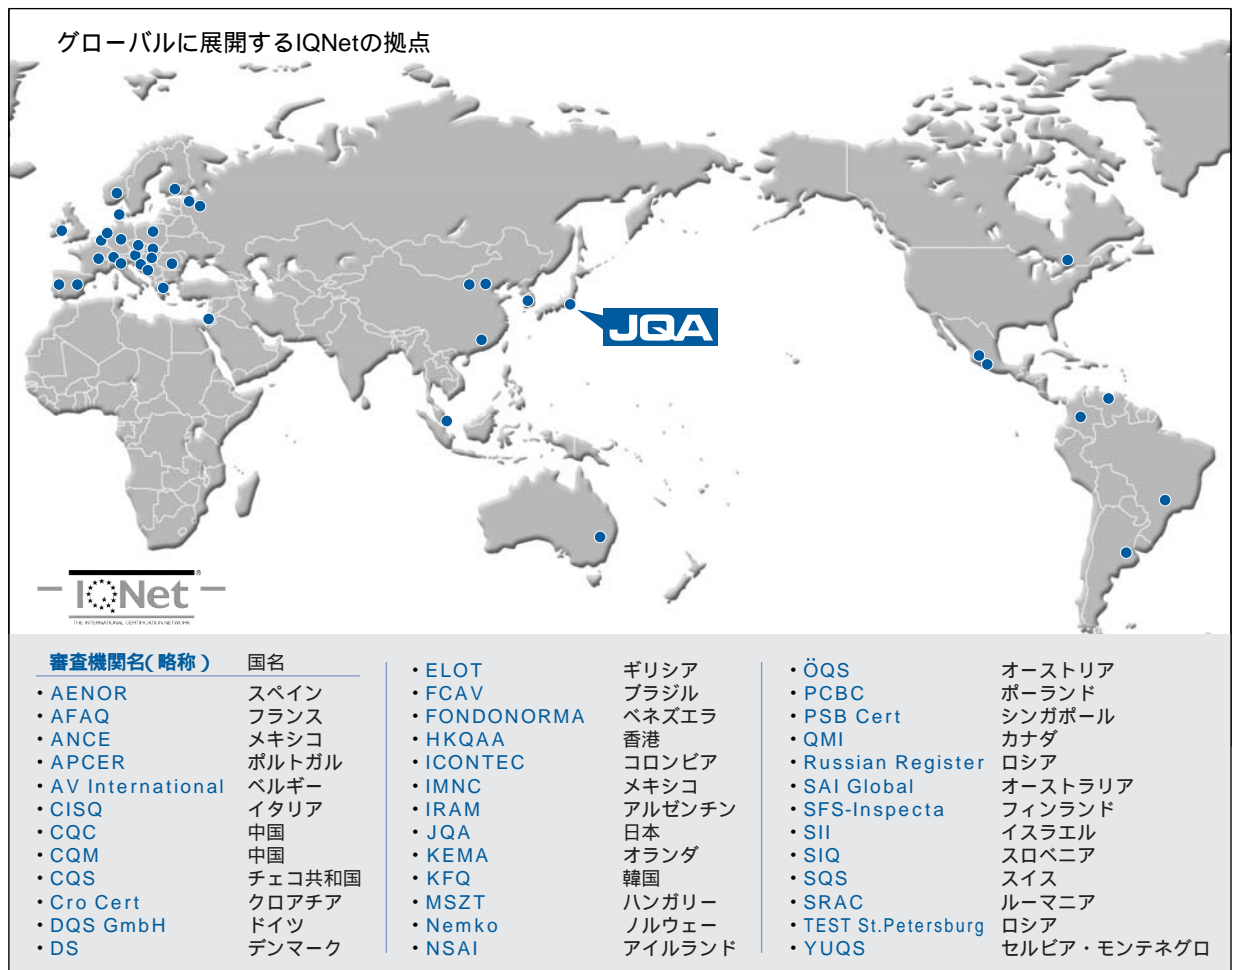 グローバルに展開するIQNetの拠点
JQA
IQNet®
THE INTERNATIONAL CERTIFICATION NETWORK
審査機関名(略称) 国名
・AENOR スペイン
・AFAQ フランス
・ANCE メキシコ
・APCER ポルトガル
・AV International ベルギー
・CISQ イタリア
・CQC 中国
・CQM 中国
・CQS チェコ共和国
・Cro Cert クロアチア
・DQS GmbH ドイツ
・DS デンマーク
・ELOT ギリシア
・FCAV ブラジル
・FONDONORMA ベネズエラ
・HKQAA 香港
・ICONTEC コロンビア
・IMNC メキシコ
・IRAM アルゼンチン
・JQA 日本
・KEMA オランダ
・KFQ 韓国
・MSZT ハンガリー
・Nemko ノルウェー
・NSAI アイルランド
・ÖQS オーストリア
・PCBC ポーランド
・PSB Cert シンガポール
・QMI カナダ
・Russian Register ロシア
・SAI Global オーストラリア
・SFS-Inspecta フィンランド
・SII イスラエル
・SIQ スロベニア
・SQS スイス
・SRAC ルーマニア
・TEST St.Petersburg ロシア
・YUQS セルビア・モンテネグロ